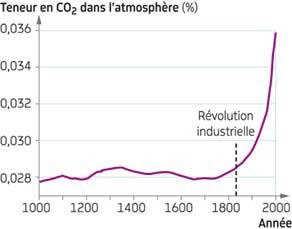 Teneur en CO₂ dans l'atmosphère (%)
0,036
0,034
0,032
0,030
0,028
Révolution
industrielle
1000 1200 1400 1600 1800 2000
Année